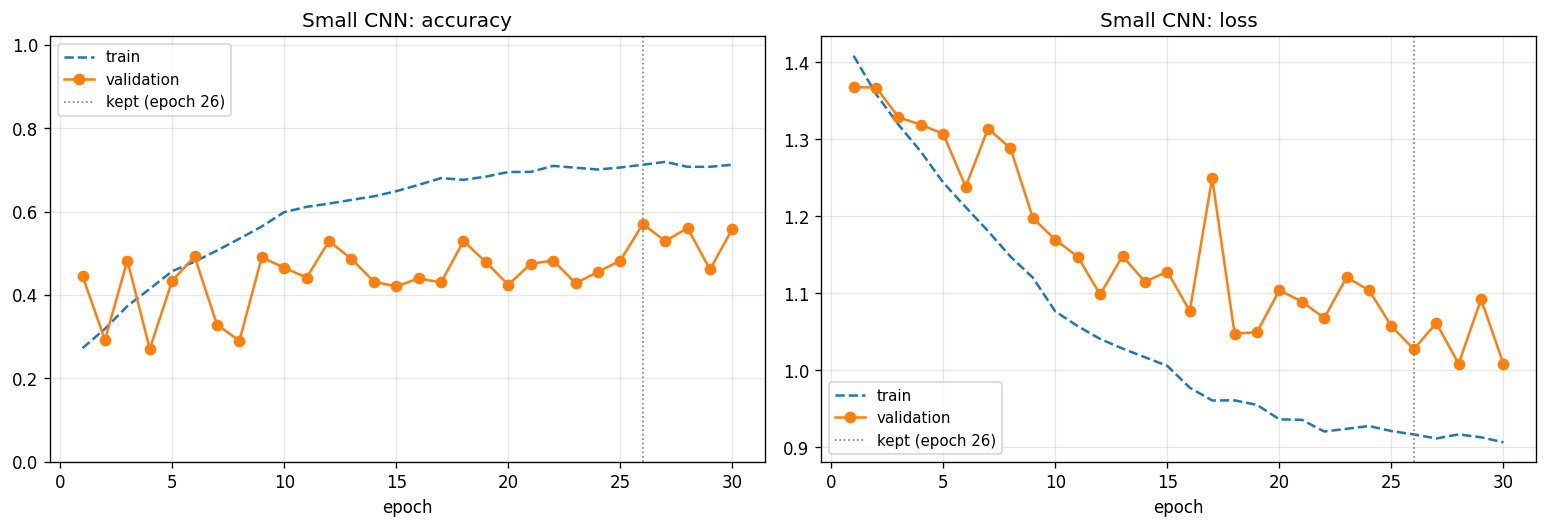 Small CNN: accuracy
1.0
0.8
0.6
0.4
0.2
0.0
train
validation
kept (epoch 26)
0 5 10 15 20 25 30
epoch
Small CNN: loss
1.4
1.3
1.2
1.1
1.0
0.9
train
validation
kept (epoch 26)
0 5 10 15 20 25 30
epoch